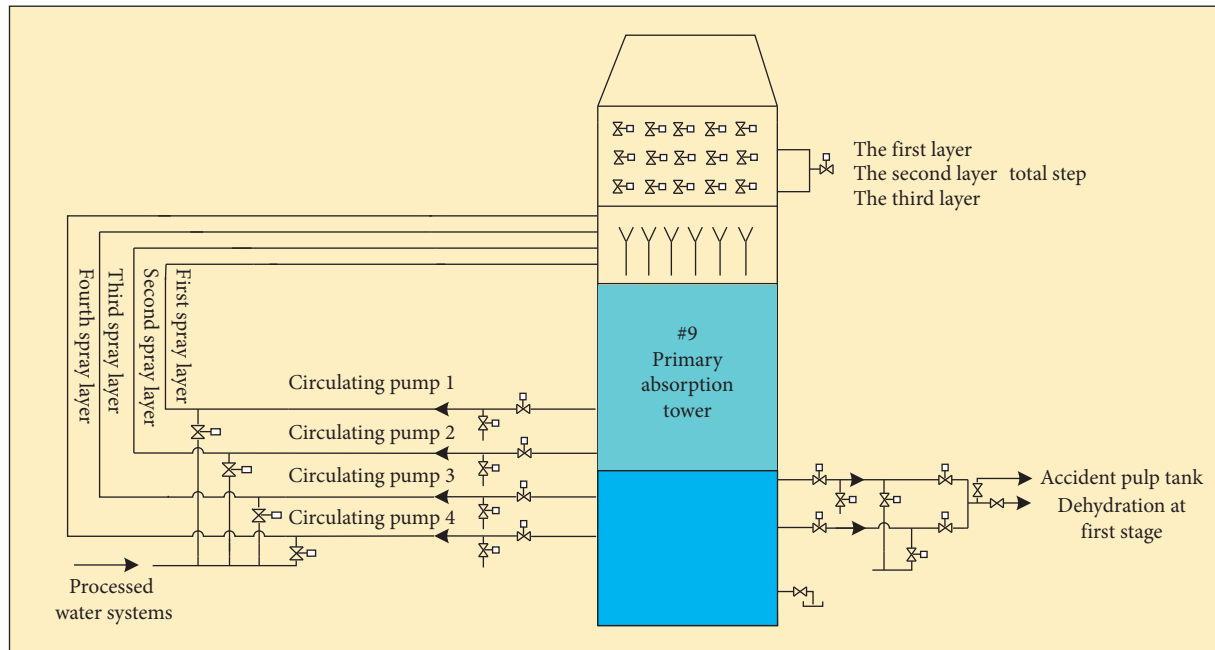 The first layer
The second layer total step
The third layer
First spray layer
Second spray layer
Third spray layer
Fourth spray layer
#9
Primary
absorption
tower
Circulating pump 1
Circulating pump 2
Circulating pump 3
Circulating pump 4
Accident pulp tank
Dehydration at
first stage
Processed
water systems